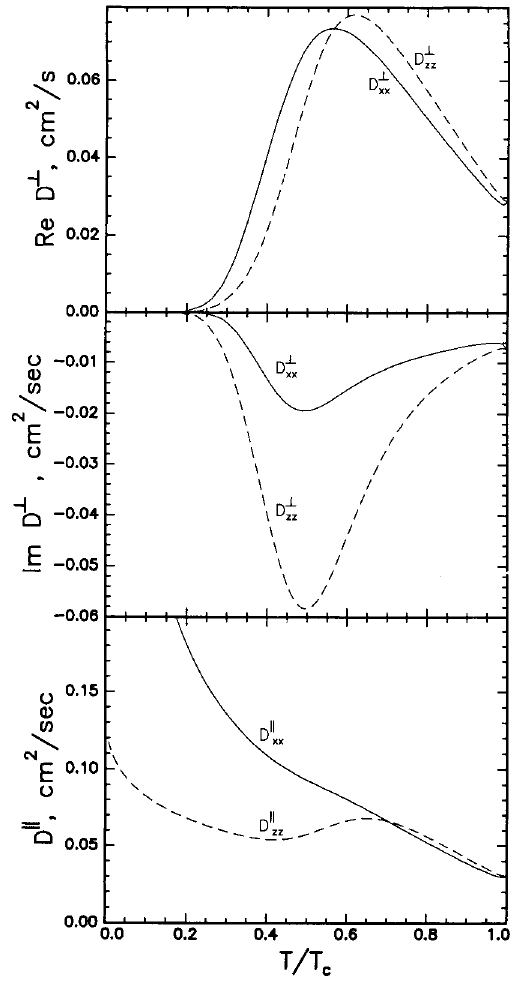 Re D⊥, cm²/s
0.06
0.04
0.02
0.00
D⊥zz
D⊥xx
Im D⊥ , cm²/sec
−0.01
−0.02
−0.03
−0.04
−0.05
−0.06
D⊥xx
D⊥zz
D∥, cm²/sec
0.15
0.10
0.05
0.00
D∥xx
D∥zz
0.0 0.2 0.4 0.6 0.8 1.0
T/Tc